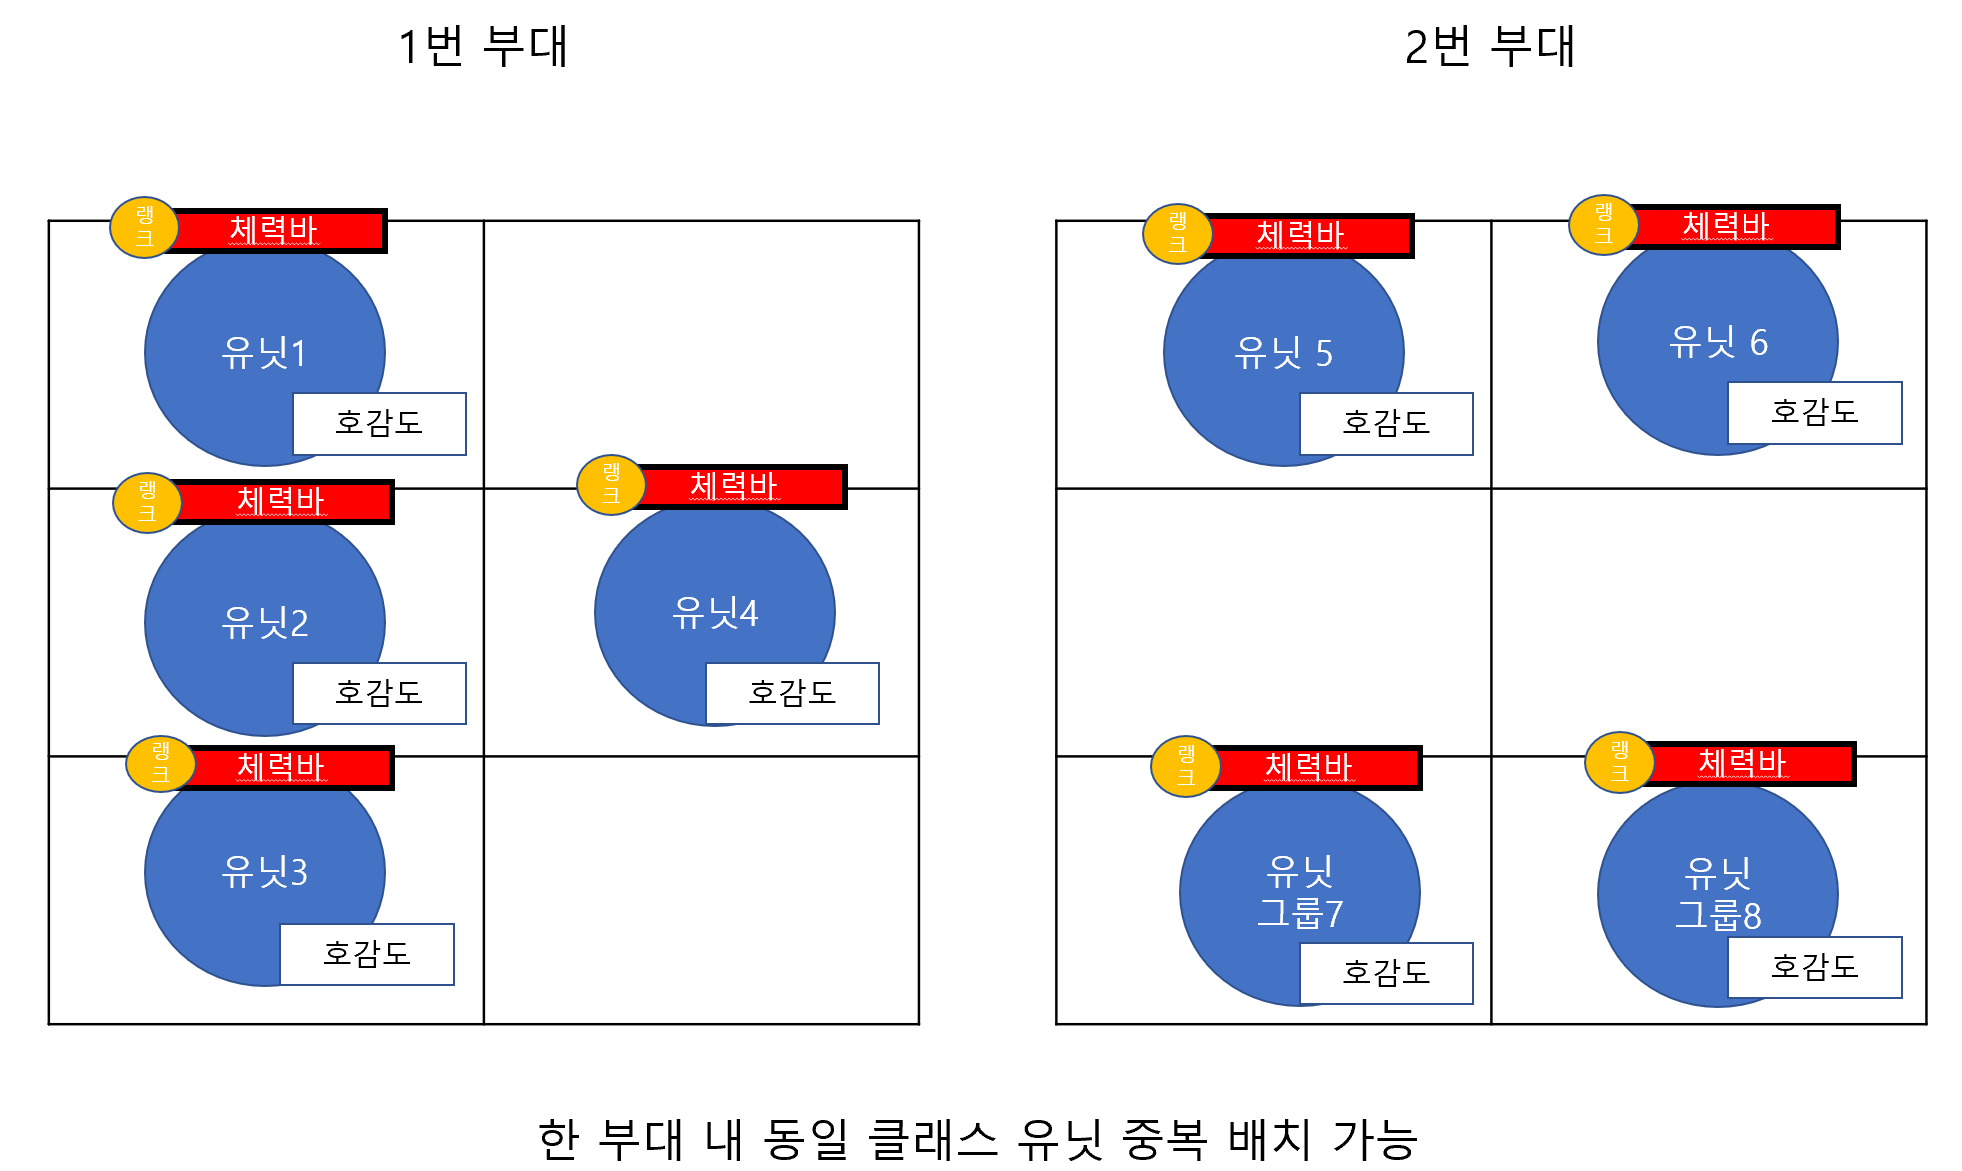 1번 부대
랭
크
체력바
유닛1
호감도
랭
크
체력바
유닛2
호감도
랭
크
체력바
유닛4
호감도
랭
크
체력바
유닛3
호감도
2번 부대
랭
크
체력바
유닛 5
호감도
랭
크
체력바
유닛 6
호감도
랭
크
체력바
유닛
그룹7
호감도
랭
크
체력바
유닛
그룹8
호감도
한 부대 내 동일 클래스 유닛 중복 배치 가능